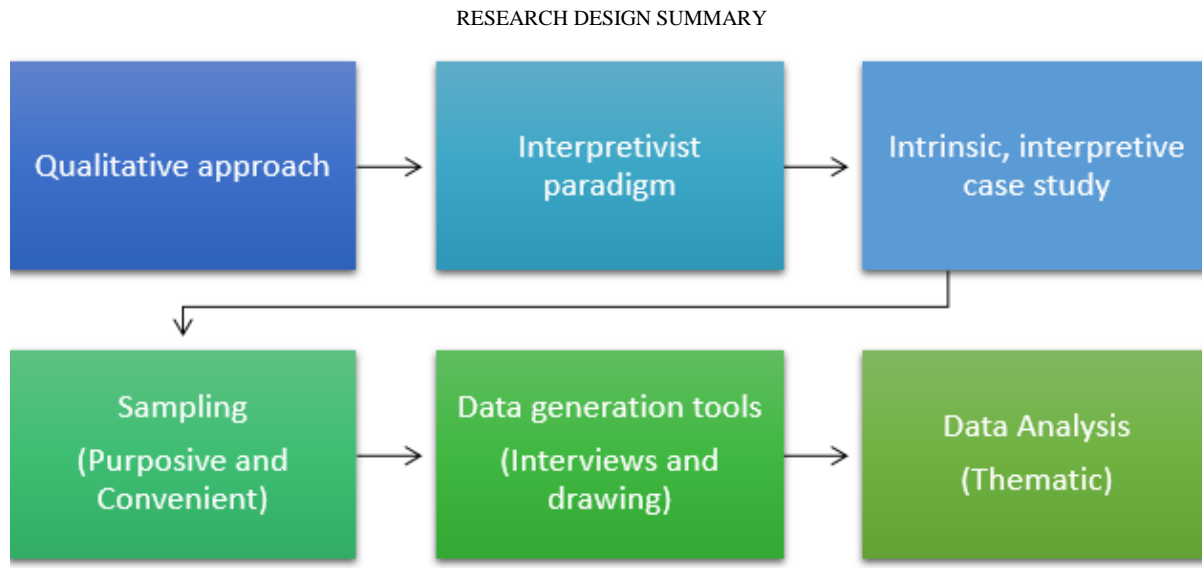 RESEARCH DESIGN SUMMARY
Qualitative approach
Interpretivist
paradigm
Intrinsic, interpretive
case study
Sampling
(Purposive and
Convenient)
Data generation tools
(Interviews and
drawing)
Data Analysis
(Thematic)